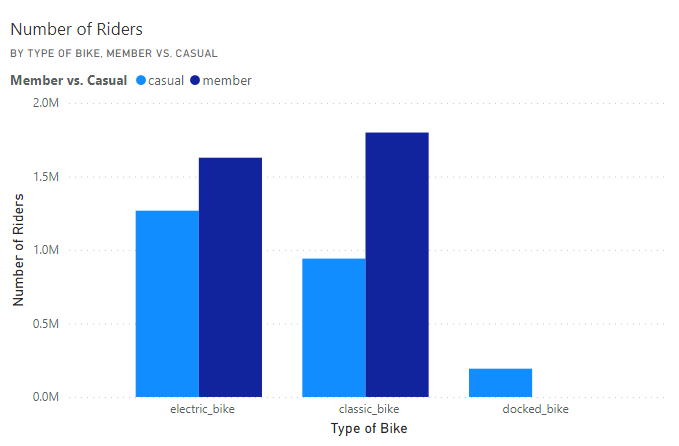 Number of Riders
BY TYPE OF BIKE, MEMBER VS. CASUAL
Member vs. Casual casual member
2.0M
1.5M
1.0M
0.5M
0.0M
Number of Riders
electric_bike classic_bike docked_bike
Type of Bike